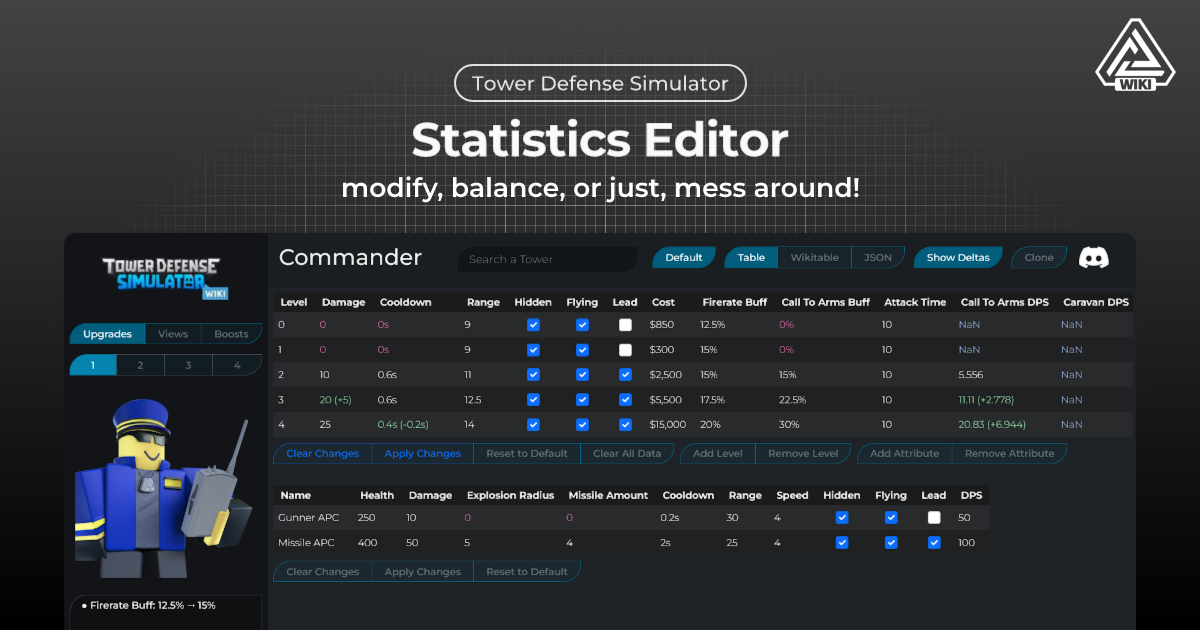 WIKI
Tower Defense Simulator
Statistics Editor
modify, balance, or just, mess around!
TOWER DEFENSE
SIMULATOR
WIKI
Commander
Search a Tower
Default
Table Wikitable JSON
Show Deltas
Clone
Upgrades Views Boosts
1 2 3 4
Level Damage Cooldown Range Hidden Flying Lead Cost Firerate Buff Call To Arms Buff Attack Time Call To Arms DPS Caravan DPS
0 0 0s 9 $850 12.5% 0% 10 NaN NaN
1 0 0s 9 $300 15% 0% 10 NaN NaN
2 10 0.6s 11 $2,500 15% 15% 10 5.556 NaN
3 20 (+5) 0.6s 12.5 $5,500 17.5% 22.5% 10 11.11 (+2.778) NaN
4 25 0.4s (-0.2s) 14 $15,000 20% 30% 10 20.83 (+6.944) NaN
Clear Changes Apply Changes Reset to Default Clear All Data Add Level Remove Level Add Attribute Remove Attribute
Name Health Damage Explosion Radius Missile Amount Cooldown Range Speed Hidden Flying Lead DPS
Gunner APC 250 10 0 0 0.2s 30 4 50
Missile APC 400 50 5 4 2s 25 4 100
Clear Changes Apply Changes Reset to Default
• Firerate Buff: 12.5% → 15%